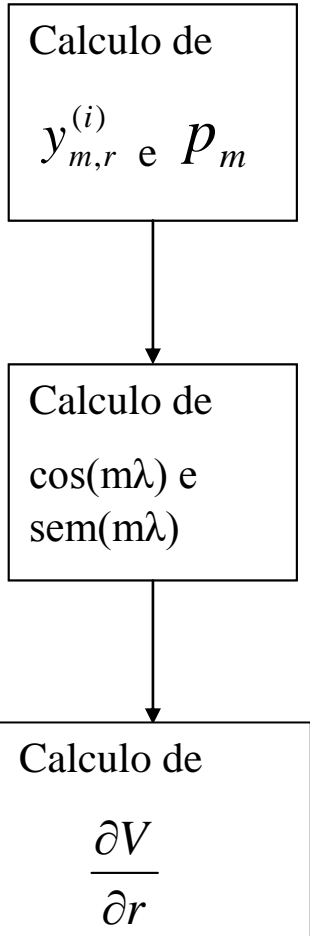 Calculo de
y_{m,r}^{(i)} e p_m
Calculo de
cos(mλ) e
sem(mλ)
Calculo de
∂V
∂r